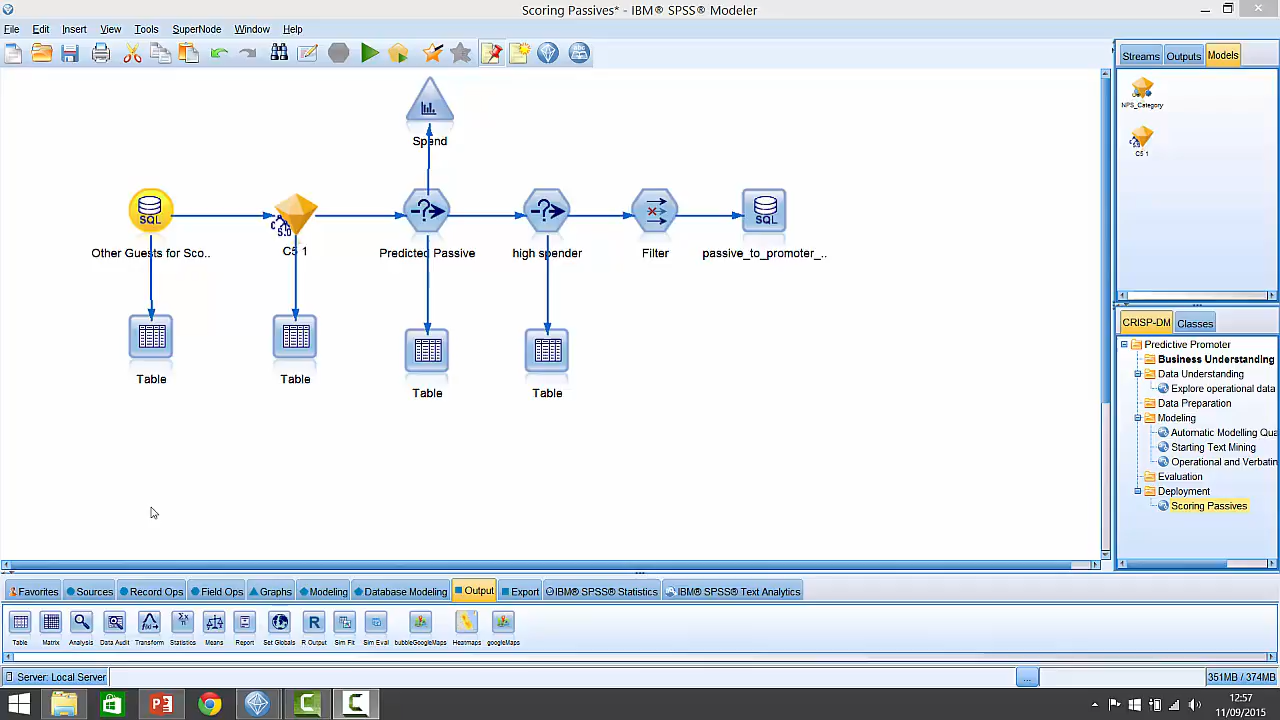 Scoring Passives* - IBM® SPSS® Modeler
File Edit Insert View Tools SuperNode Window Help
Streams Outputs Models
NPS_Category
C5 1
Spend
SQL
Other Guests for Sco..
C5.0
C5 1
Predicted Passive
high spender
Filter
SQL
passive_to_promoter_..
Table
Table
Table
Table
CRISP-DM Classes
Predictive Promoter
Business Understanding
Data Understanding
Explore operational data
Data Preparation
Modeling
Automatic Modelling Qua
Starting Text Mining
Operational and Verbatin
Evaluation
Deployment
Scoring Passives
Favorites Sources Record Ops Field Ops Graphs Modeling Database Modeling Output Export IBM® SPSS® Statistics IBM® SPSS® Text Analytics
Table Matrix Analysis Data Audit Transform Statistics Means Report Set Globals R Output Sim Fit Sim Eval bubbleGoogleMaps Heatmaps googleMaps
Server: Local Server ... 351MB / 374MB
12:57
11/09/2015